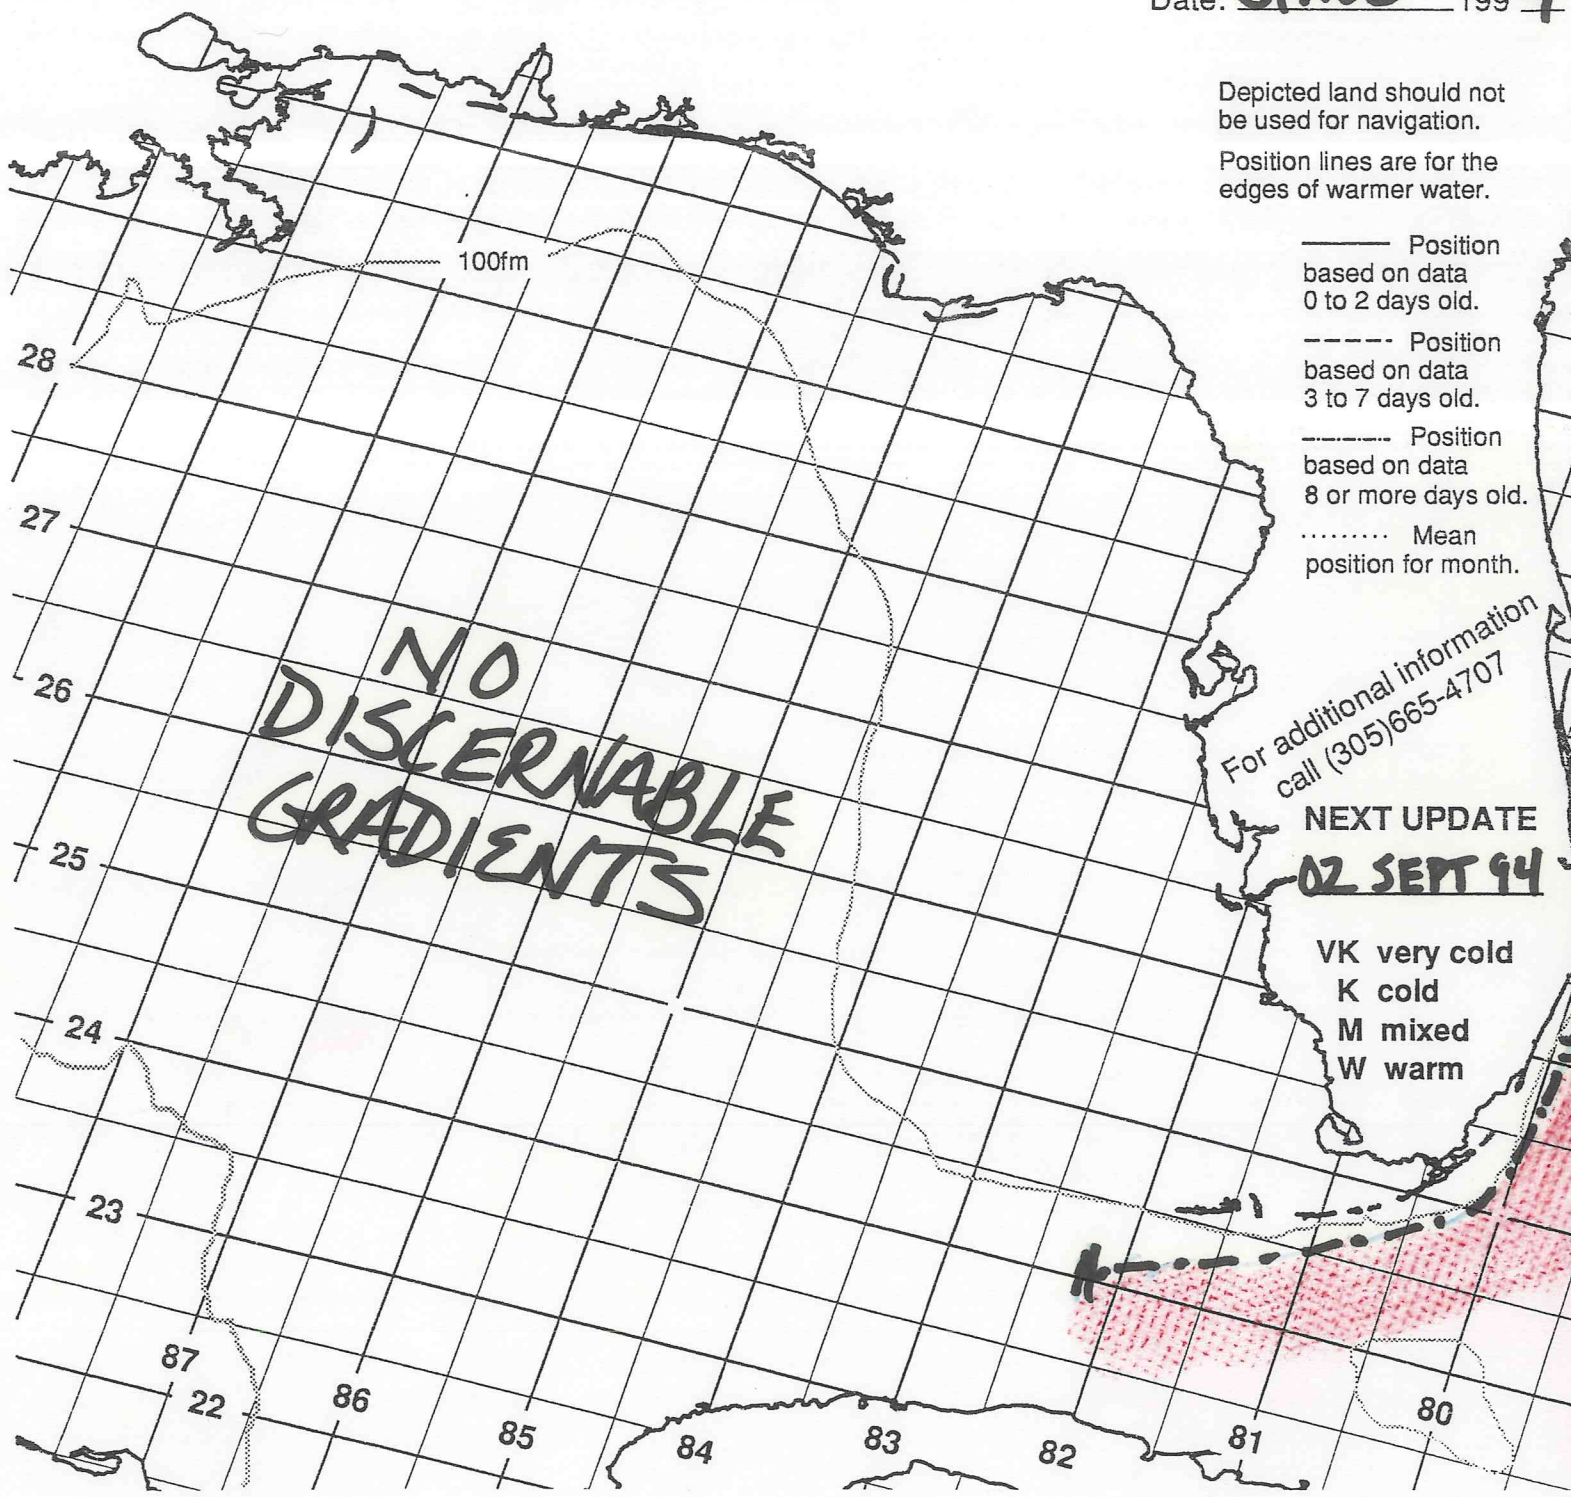 Date: 199 4
Depicted land should not
be used for navigation.
Position lines are for the
edges of warmer water.
100fm
Position
based on data
0 to 2 days old.
Position
based on data
3 to 7 days old.
Position
based on data
8 or more days old.
Mean
position for month.
28
27
26
25
24
23
22
NO
DISCERNABLE
GRADIENTS
For additional information
call (305)665-4707
NEXT UPDATE
02 SEPT 94
VK very cold
K cold
M mixed
W warm
87
86
85
84
83
82
81
80